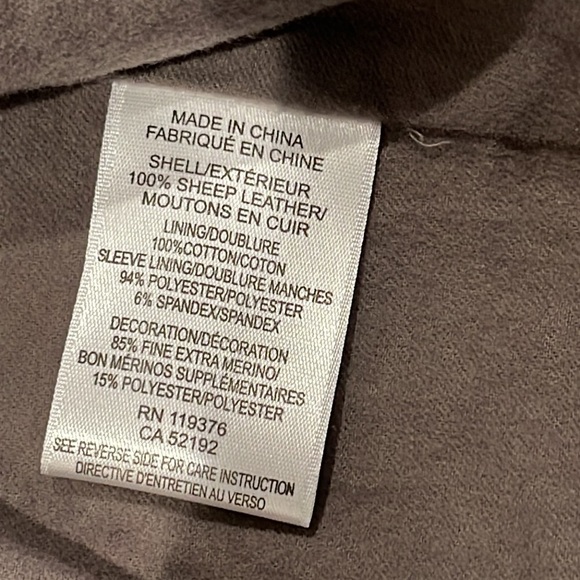 MADE IN CHINA
FABRIQUÉ EN CHINE
SHELL/EXTÉRIEUR
100% SHEEP LEATHER/
MOUTONS EN CUIR
LINING/DOUBLURE
100%COTTON/COTON
SLEEVE LINING/DOUBLURE MANCHES
94% POLYESTER/POLYESTER
6% SPANDEX/SPANDEX
DECORATION/DÉCORATION
85% FINE EXTRA MERINO/
BON MÉRINOS SUPPLÉMENTAIRES
15% POLYESTER/POLYESTER
RN 119376
CA 52192
SEE REVERSE SIDE FOR CARE INSTRUCTION
DIRECTIVE D'ENTRETIEN AU VERSO